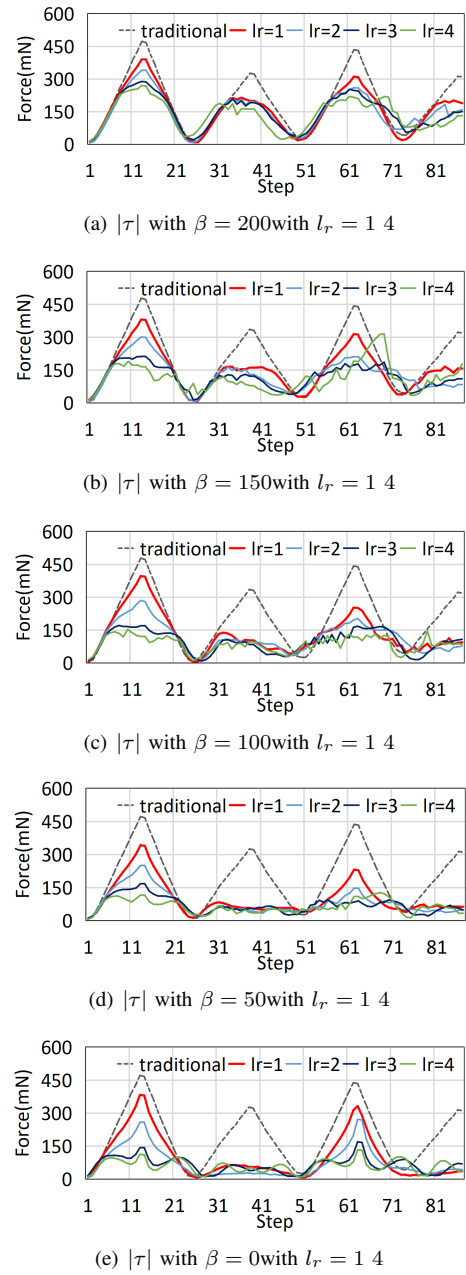 600
traditional lr=1 lr=2 lr=3 lr=4
450
300
150
0
Force(mN)
1 11 21 31 41 51 61 71 81
Step
(a) |τ| with β = 200with l_r = 1 4
600
traditional lr=1 lr=2 lr=3 lr=4
450
300
150
0
Force(mN)
1 11 21 31 41 51 61 71 81
Step
(b) |τ| with β = 150with l_r = 1 4
600
traditional lr=1 lr=2 lr=3 lr=4
450
300
150
0
Force(mN)
1 11 21 31 41 51 61 71 81
Step
(c) |τ| with β = 100with l_r = 1 4
600
traditional lr=1 lr=2 lr=3 lr=4
450
300
150
0
Force(mN)
1 11 21 31 41 51 61 71 81
Step
(d) |τ| with β = 50with l_r = 1 4
600
traditional lr=1 lr=2 lr=3 lr=4
450
300
150
0
Force(mN)
1 11 21 31 41 51 61 71 81
Step
(e) |τ| with β = 0with l_r = 1 4